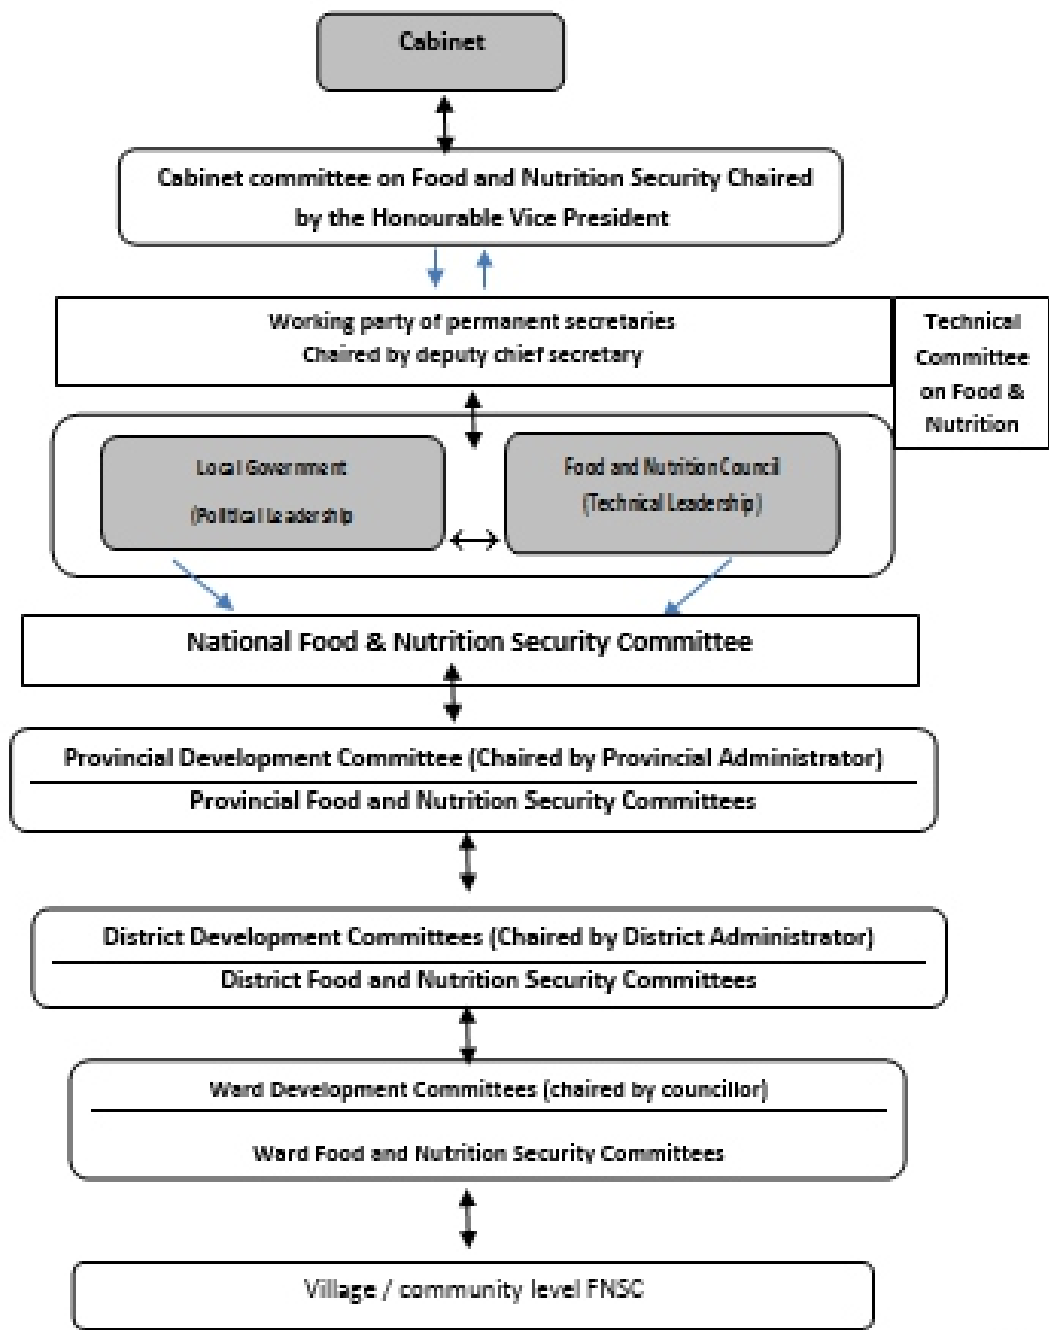 Cabinet
Cabinet committee on Food and Nutrition Security Chaired
by the Honourable Vice President
Working party of permanent secretaries
Chaired by deputy chief secretary
Technical
Committee
on Food &
Nutrition
Local Government
(Political Leadership
Food and Nutrition Council
(Technical Leadership)
National Food & Nutrition Security Committee
Provincial Development Committee (Chaired by Provincial Administrator)
Provincial Food and Nutrition Security Committees
District Development Committees (Chaired by District Administrator)
District Food and Nutrition Security Committees
Ward Development Committees (chaired by councillor)
Ward Food and Nutrition Security Committees
Village / community level FNSC